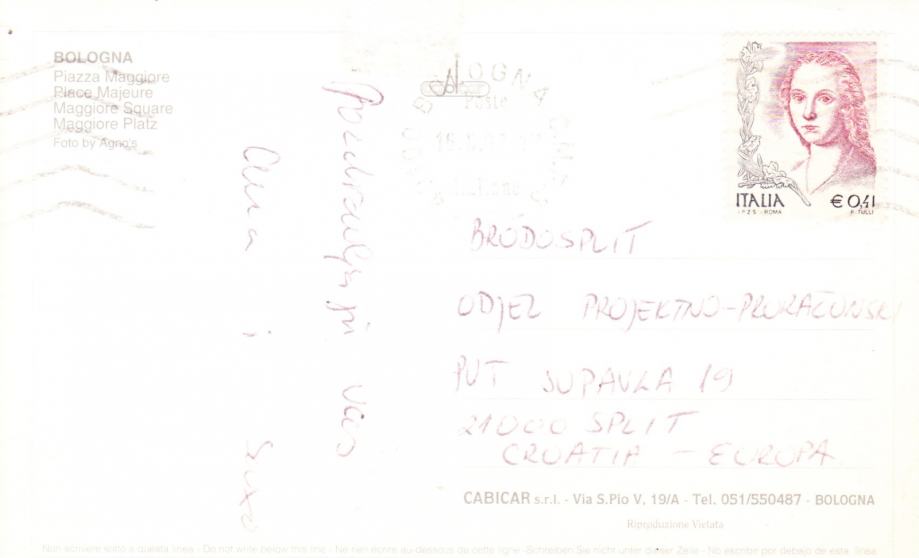 BOLOGNA
Piazza Maggiore
Place Majeure
Maggiore Square
Maggiore Platz
Foto by Agno's
Pozdravljaju vas
Ana i
BOLOGNA
Poste
ITALIA
€ 0,41
I.P.Z.S. - ROMA
R. TULLI
BRODOSPLIT
ODJEL PROJEKTNO-PRORAČUNSKI
PUT SUPAVLA 19
21000 SPLIT
CROATIA - EUROPA
CABICAR s.r.l. - Via S.Pio V, 19/A - Tel. 051/550487 - BOLOGNA
Riproduzione Vietata
Non scrivere sotto a questa linea - Do not write below this line - Ne rien écrire au-dessous de cette ligne - Schreiben Sie nicht unter dieser Zeile - No escribir por debajo de esta linea